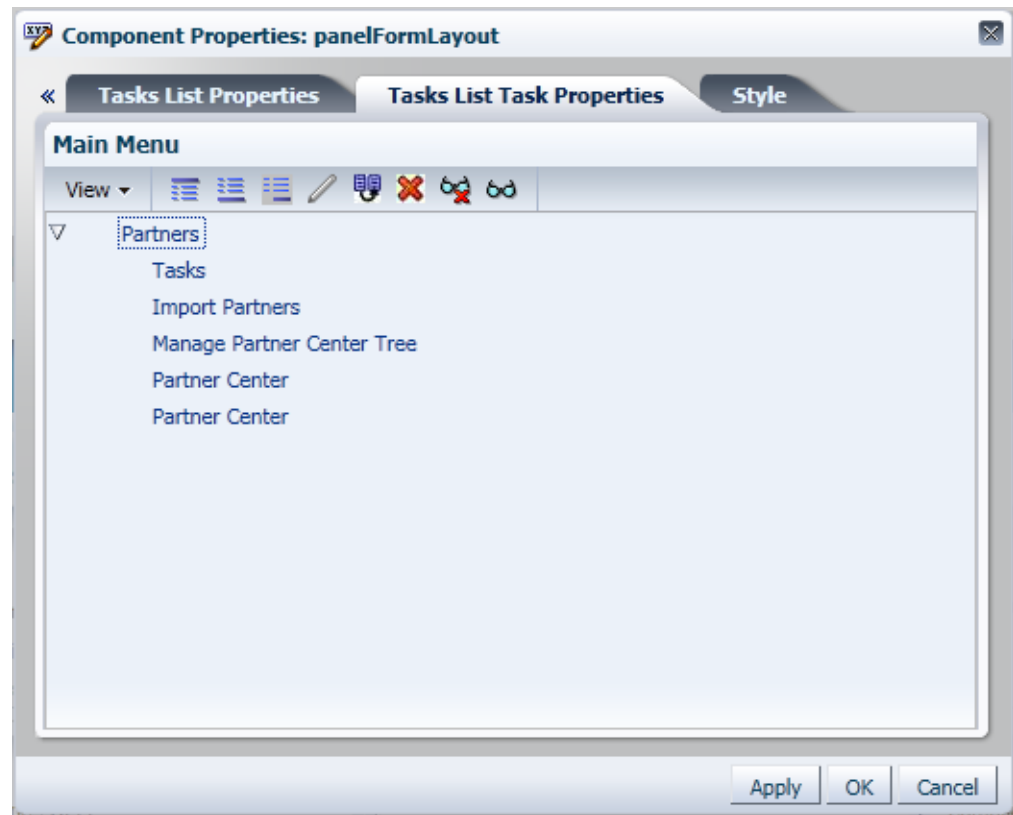 Component Properties: panelFormLayout
« Tasks List Properties Tasks List Task Properties Style
Main Menu
View
Partners
Tasks
Import Partners
Manage Partner Center Tree
Partner Center
Partner Center
Apply OK Cancel